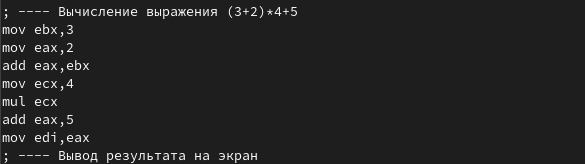 ; ---- Вычисление выражения (3+2)*4+5
mov ebx,3
mov eax,2
add eax,ebx
mov ecx,4
mul ecx
add eax,5
mov edi,eax
; ---- Вывод результата на экран